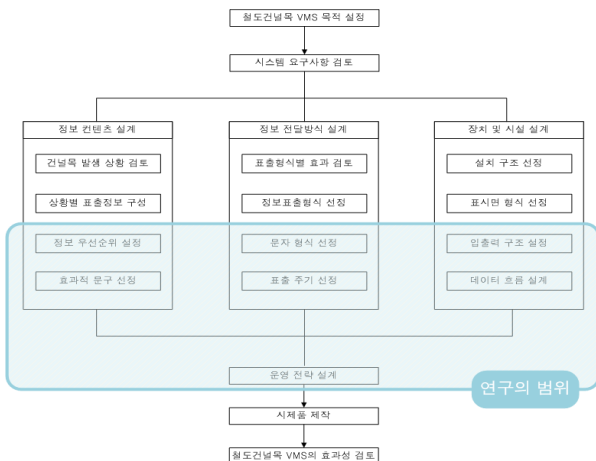 철도건널목 VMS 목적 설정
시스템 요구사항 검토
정보 컨텐츠 설계
건널목 발생 상황 검토
상황별 표출정보 구성
정보 우선순위 설정
효과적 문구 선정
정보 전달방식 설계
표출형식별 효과 검토
정보표출형식 선정
문자 형식 선정
표출 주기 선정
장치 및 시설 설계
설치 구조 선정
표시면 형식 선정
입출력 구조 설정
데이터 흐름 설계
운영 전략 설계
연구의 범위
시제품 제작
철도건널목 VMS의 효과성 검토